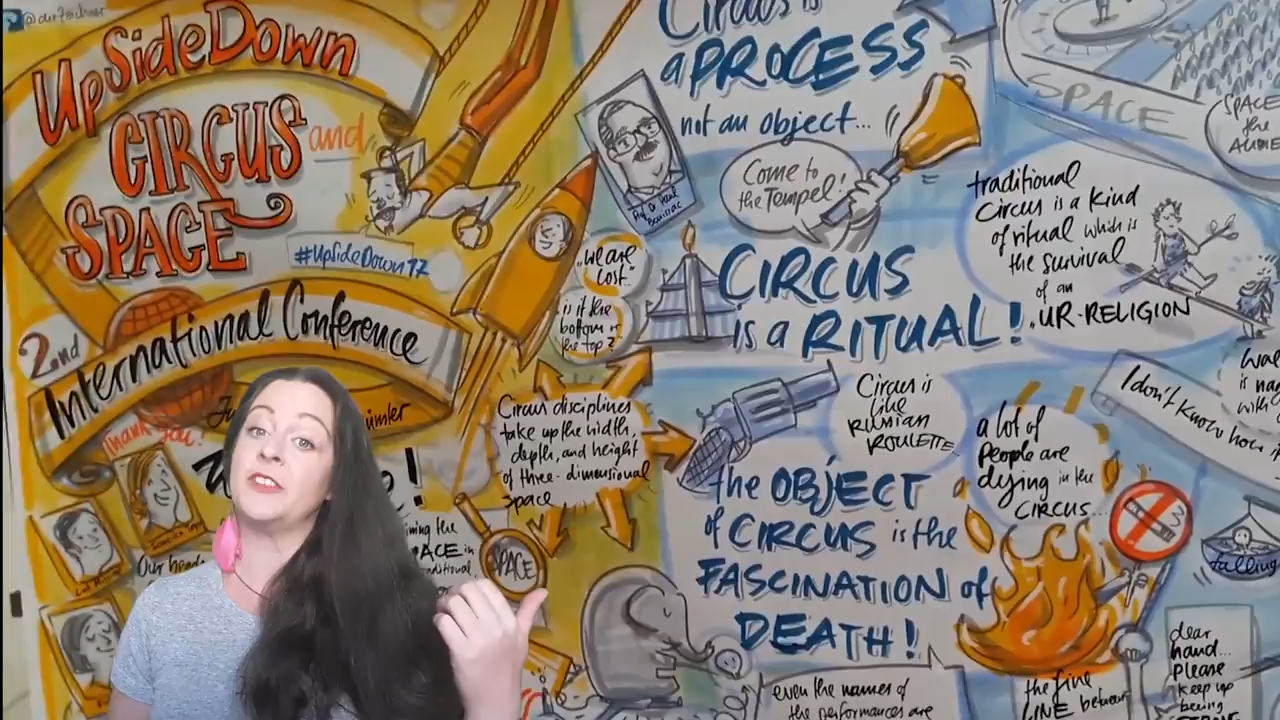 UpSideDown
CIRCUS and
SPACE
#UpSideDown17
2nd
International Conference
Thank you!
SPACE
"we are
lost"
is it the
bottom or
the top?
Circus disciplines
take up the width,
depth, and height
of three-dimensional
space
Circus is
a PROCESS
not an object...
Come to
the Tempel!
CIRCUS
is a RITUAL!
traditional
Circus is a kind
of ritual which is
the survival
of an
"UR-RELIGION
SPACE
SPACE
the
Circus is
like
RUSSIAN
ROULETTE
the OBJECT
of CIRCUS is the
FASCINATION of
DEATH!
a lot of
People are
dying in the
CIRCUS...
I don't know how
falling
even the names of
the performances are
the fine
LINE between
dear
hand...
please
keep up
being